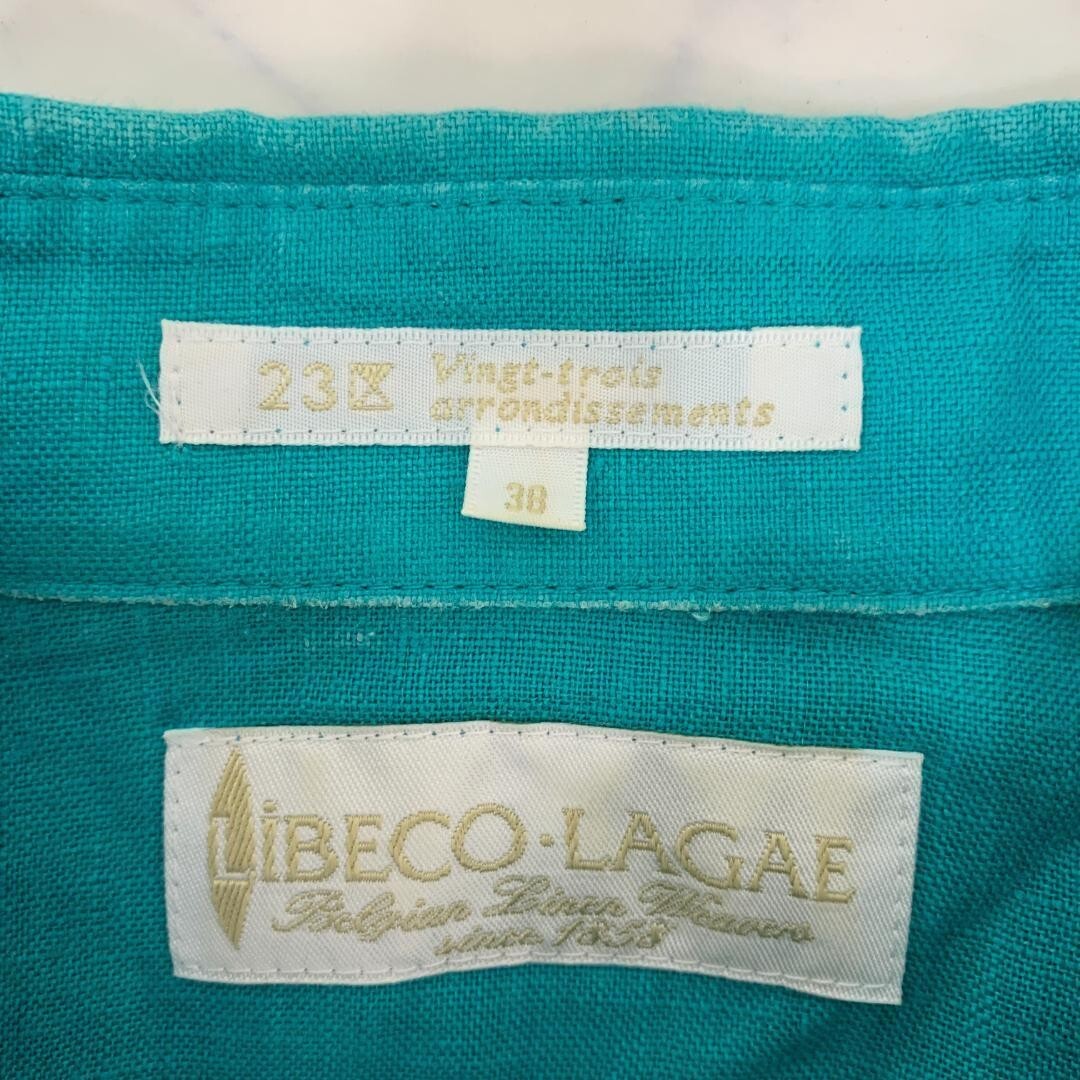 23区 Vingt-trois
arrondissements
38
LiBECO·LAGAE
Belgian Linen Weavers
since 1858